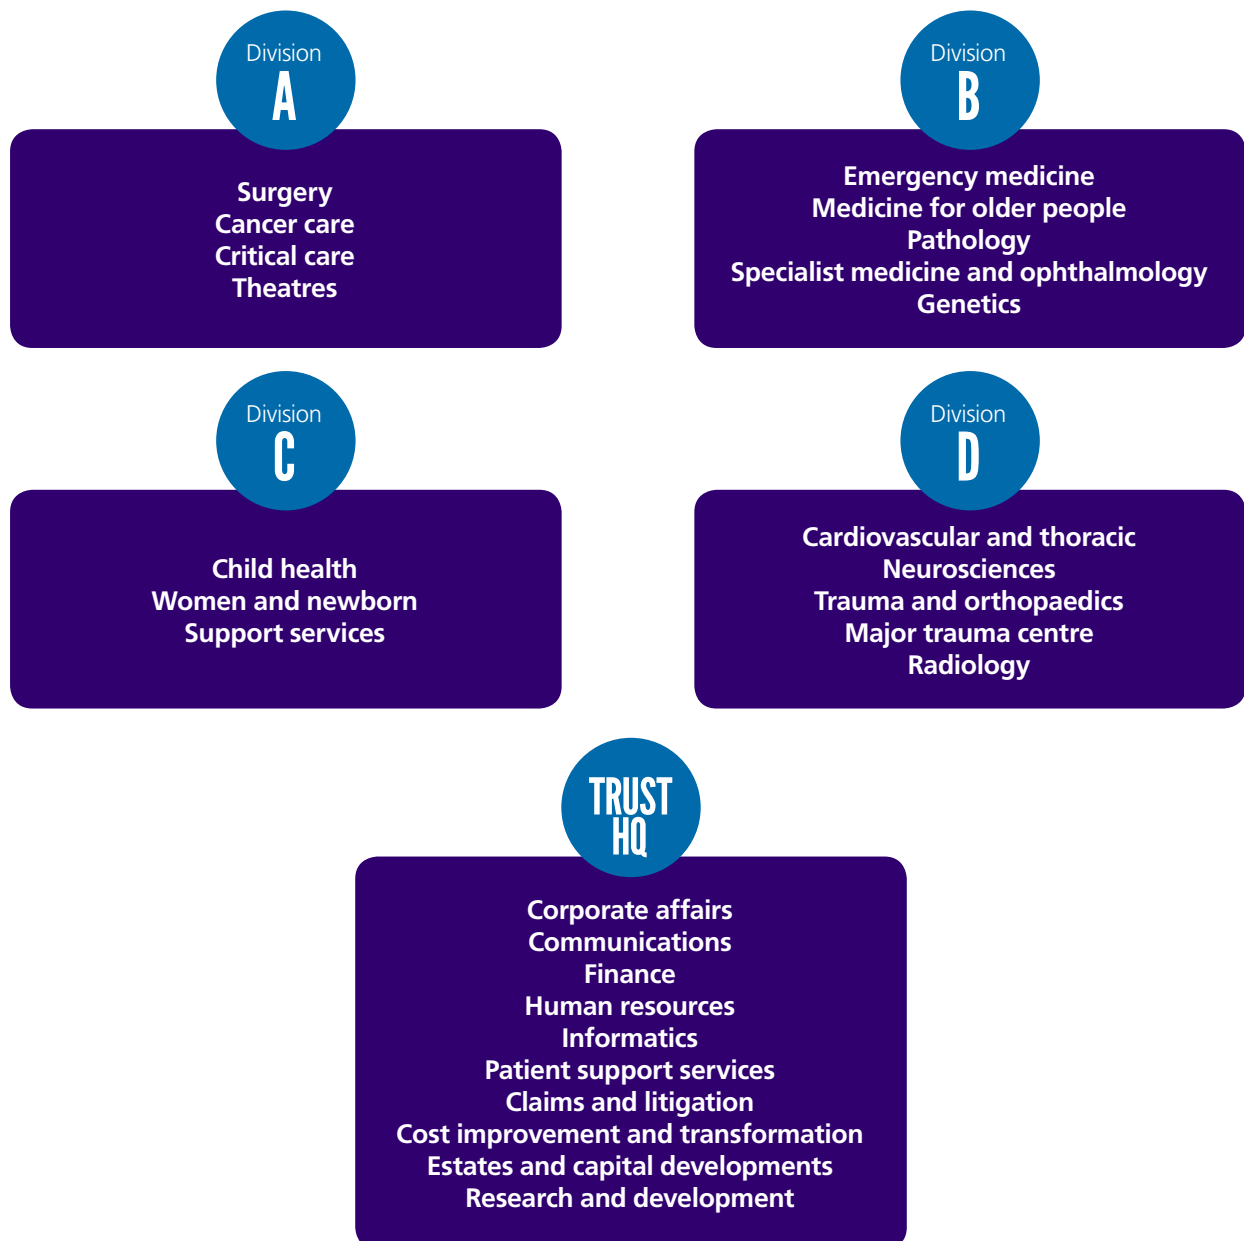 Division
A
Surgery
Cancer care
Critical care
Theatres
Division
B
Emergency medicine
Medicine for older people
Pathology
Specialist medicine and ophthalmology
Genetics
Division
C
Child health
Women and newborn
Support services
Division
D
Cardiovascular and thoracic
Neurosciences
Trauma and orthopaedics
Major trauma centre
Radiology
TRUST
HQ
Corporate affairs
Communications
Finance
Human resources
Informatics
Patient support services
Claims and litigation
Cost improvement and transformation
Estates and capital developments
Research and development